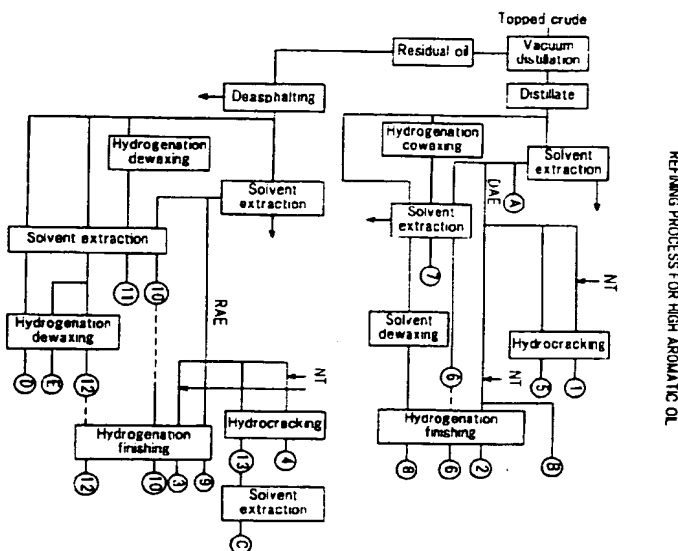 REFINING PROCESS FOR HIGH AROMATIC OIL
Topped crude
Vacuum
distillation
Residual oil
Distillate
Deasphalting
Hydrogenation
cowaxing
Solvent
extraction
Hydrogenation
dewaxing
Solvent
extraction
DAE
A
Solvent
extraction
Solvent extraction
7
NT
11
10
RAE
Solvent
dewaxing
Hydrocracking
Hydrogenation
dewaxing
6
NT
5
1
NT
D
E
12
Hydrogenation
finishing
Hydrogenation
finishing
Hydrocracking
8
6
2
B
13
4
12
10
3
9
Solvent
extraction
C